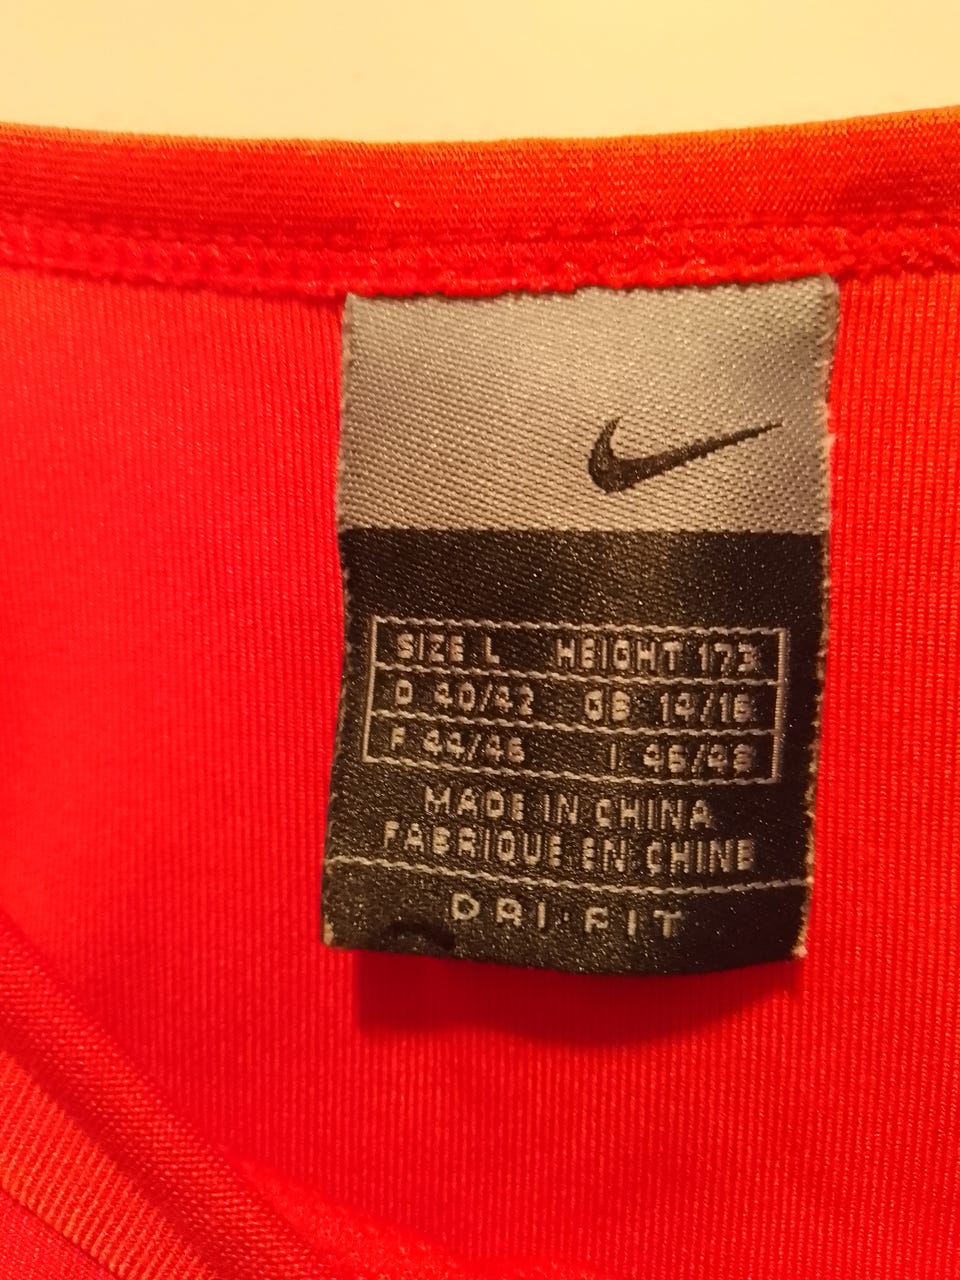 SIZE L HEIGHT 173
D 40/42 GB 14/16
F 44/46 I 46/48
MADE IN CHINA
FABRIQUE EN CHINE
DRI·FIT